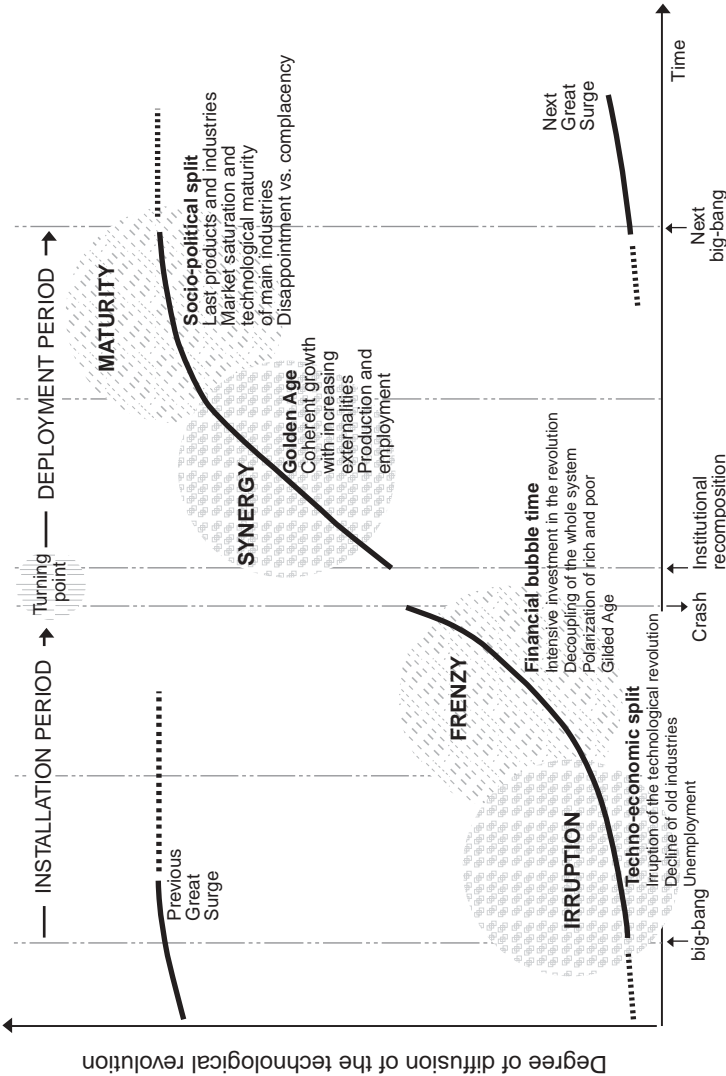 INSTALLATION PERIOD
Turning
point
DEPLOYMENT PERIOD
Degree of diffusion of the technological revolution
Previous
Great
Surge
MATURITY
Socio-political split
Last products and industries
Market saturation and
technological maturity
of main industries
Disappointment vs. complacency
SYNERGY
Golden Age
Coherent growth
with increasing
externalities
Production and
employment
FRENZY
Financial bubble time
Intensive investment in the revolution
Decoupling of the whole system
Polarization of rich and poor
Gilded Age
IRRUPTION
Techno-economic split
Irruption of the technological revolution
Decline of old industries
Unemployment
Next
Great
Surge
big-bang
Crash
Institutional
recomposition
Next
big-bang
Time